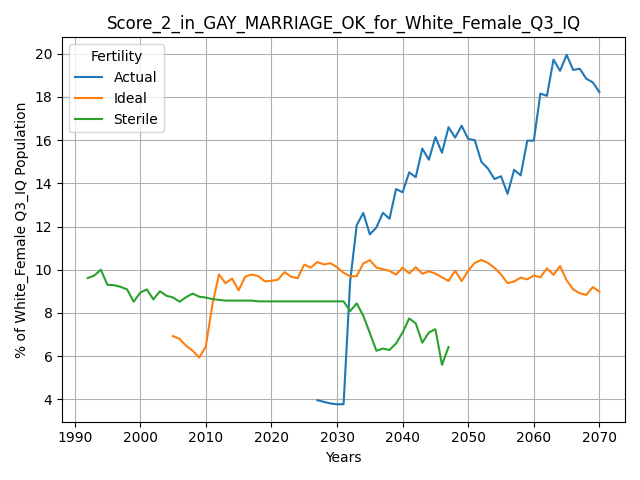 Score_2_in_GAY_MARRIAGE_OK_for_White_Female_Q3_IQ
Fertility
Actual
Ideal
Sterile
% of White_Female Q3_IQ Population
20
18
16
14
12
10
8
6
4
1990 2000 2010 2020 2030 2040 2050 2060 2070
Years